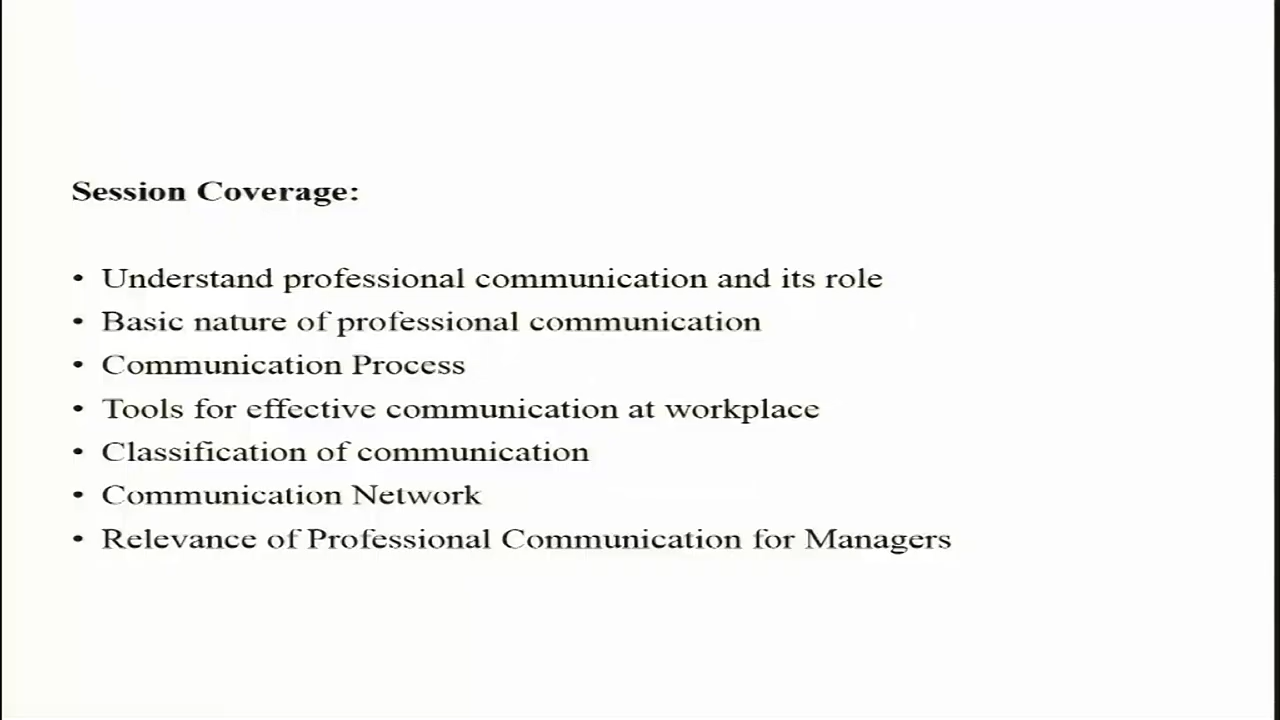 Session Coverage:
• Understand professional communication and its role
• Basic nature of professional communication
• Communication Process
• Tools for effective communication at workplace
• Classification of communication
• Communication Network
• Relevance of Professional Communication for Managers